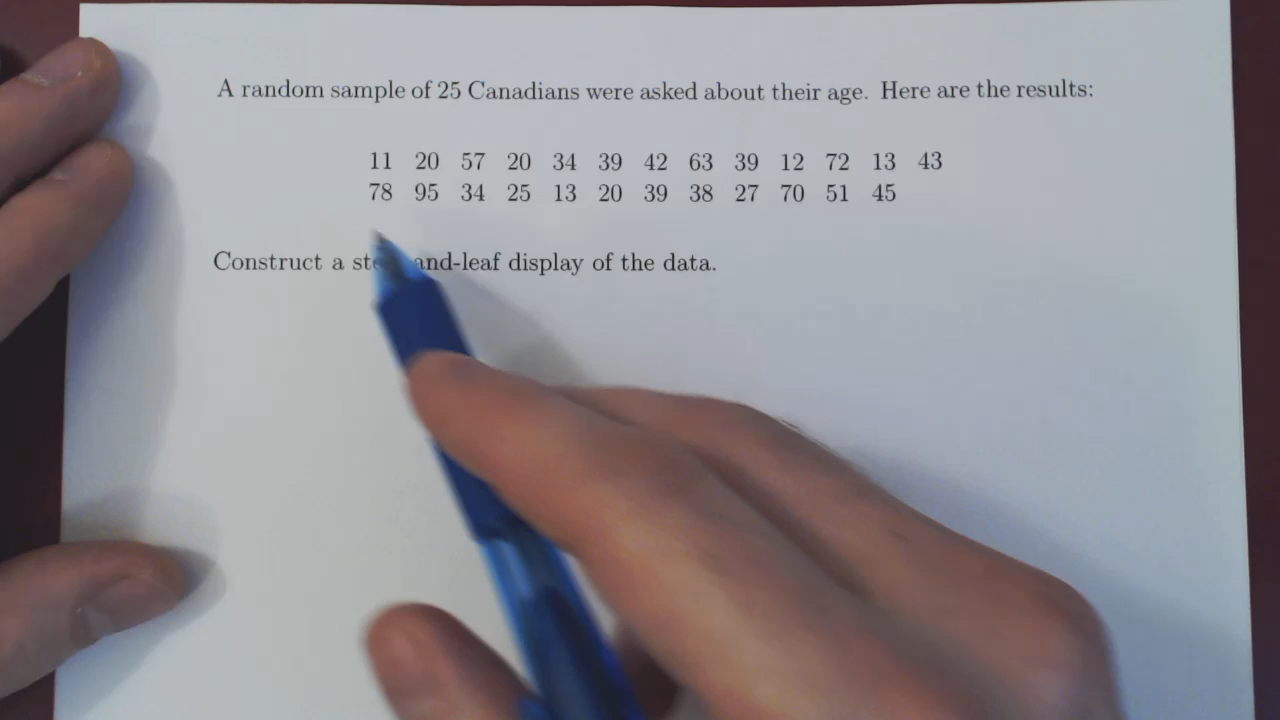 A random sample of 25 Canadians were asked about their age. Here are the results:
11 20 57 20 34 39 42 63 39 12 72 13 43
78 95 34 25 13 20 39 38 27 70 51 45
Construct a stem-and-leaf display of the data.